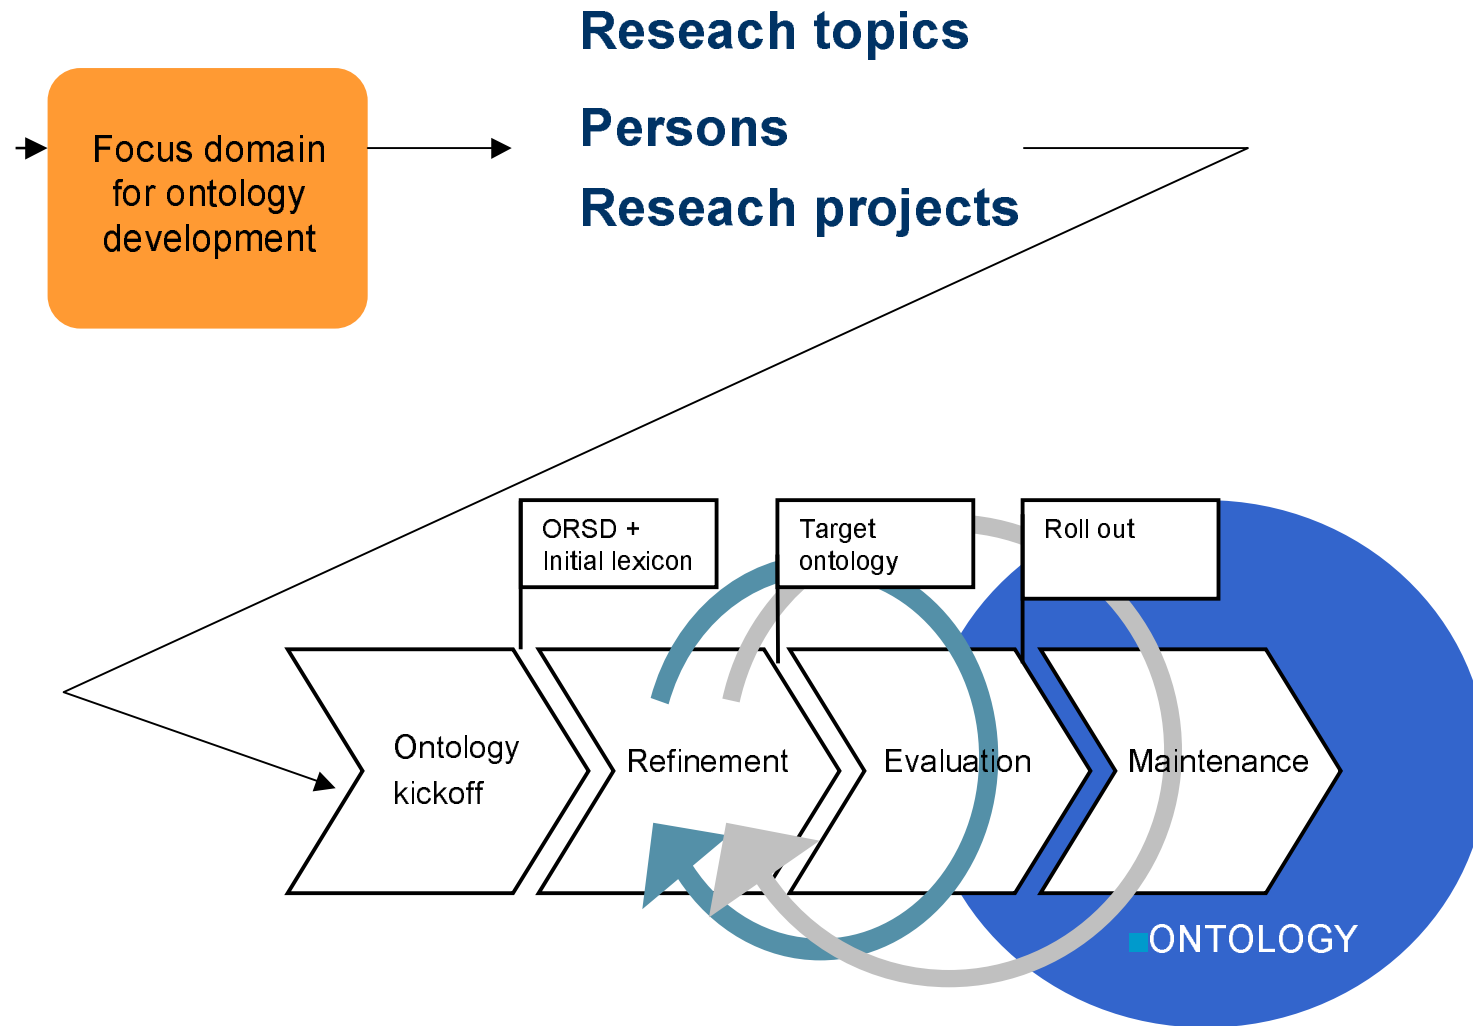 Reseach topics
Focus domain
for ontology
development
Persons
Reseach projects
ORSD +
Initial lexicon
Target
ontology
Roll out
Ontology
kickoff
Refinement
Evaluation
Maintenance
ONTOLOGY